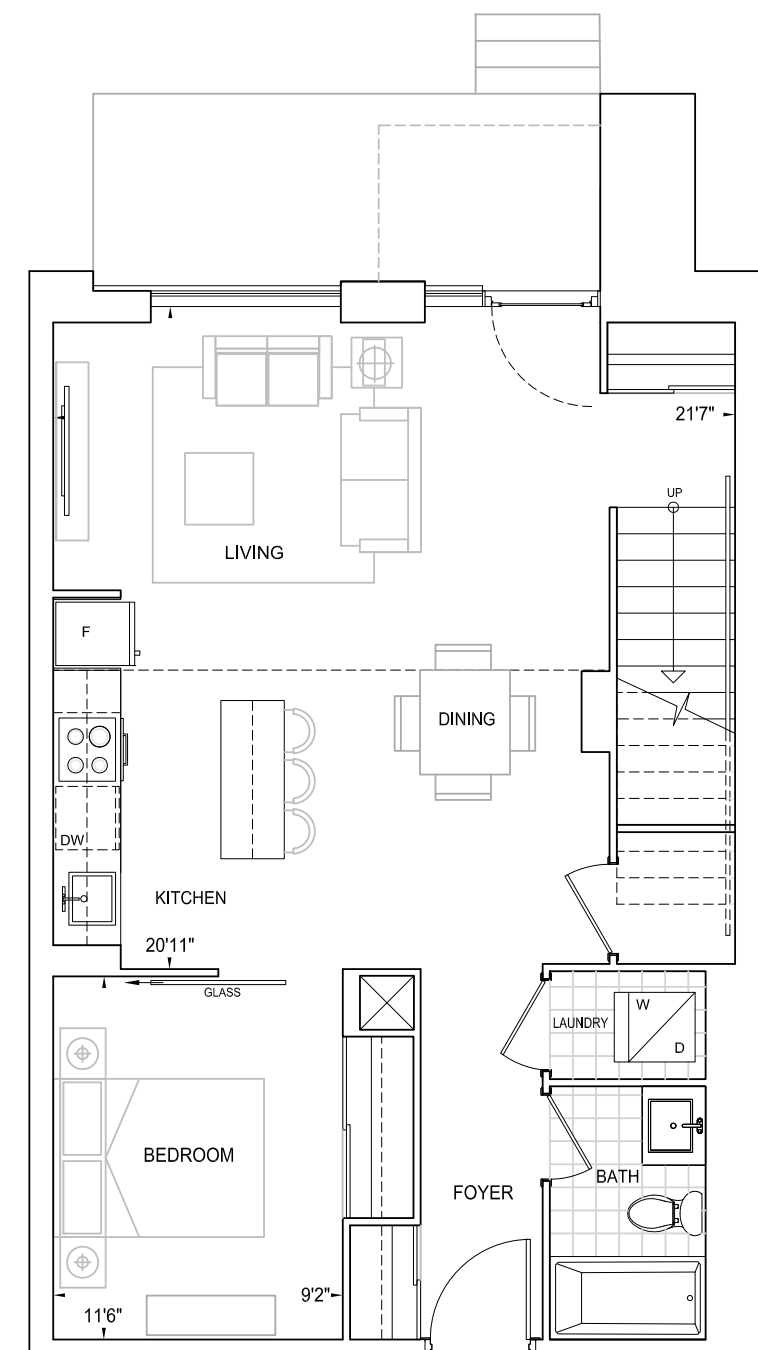 21'7"
UP
LIVING
F
DINING
DW
KITCHEN
20'11"
GLASS
W
LAUNDRY
D
BEDROOM
BATH
FOYER
9'2"
11'6"